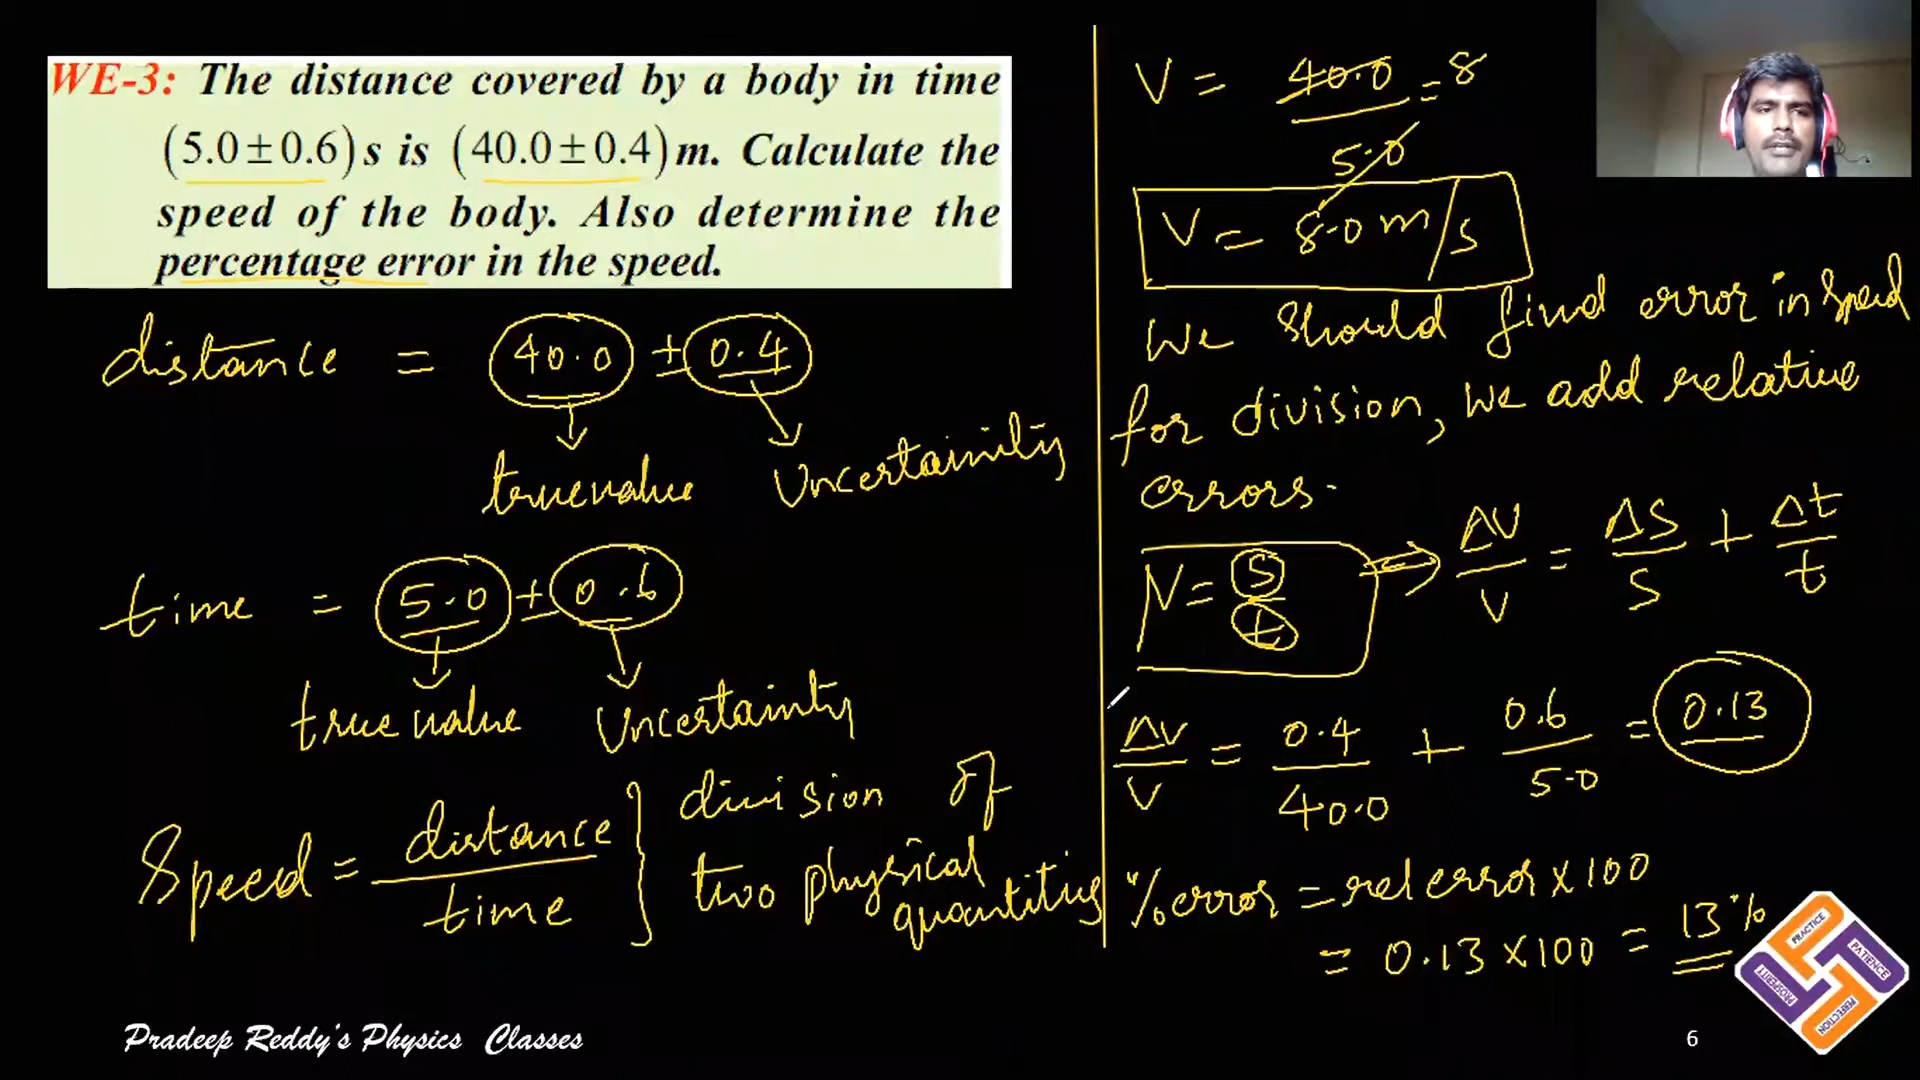 WE-3: The distance covered by a body in time
(5.0±0.6)s is (40.0±0.4)m. Calculate the
speed of the body. Also determine the
percentage error in the speed.
distance = 40.0 ± 0.4
truevalue Uncertainity
time = 5.0 ± 0.6
true value Uncertainty
Speed = distance/time } division of
two physical
quantities
V = 40.0/5.0 = 8
V = 8.0 m/s
We should find error in speed
for division, we add relative
errors.
V = s/t ⇒ ΔV/V = ΔS/S + Δt/t
ΔV/V = 0.4/40.0 + 0.6/5.0 = 0.13
% error = rel error × 100
= 0.13 × 100 = 13%
PRACTICE
PATIENCE
PROSPERITY
PERFECTION
Pradeep Reddy's Physics Classes
6